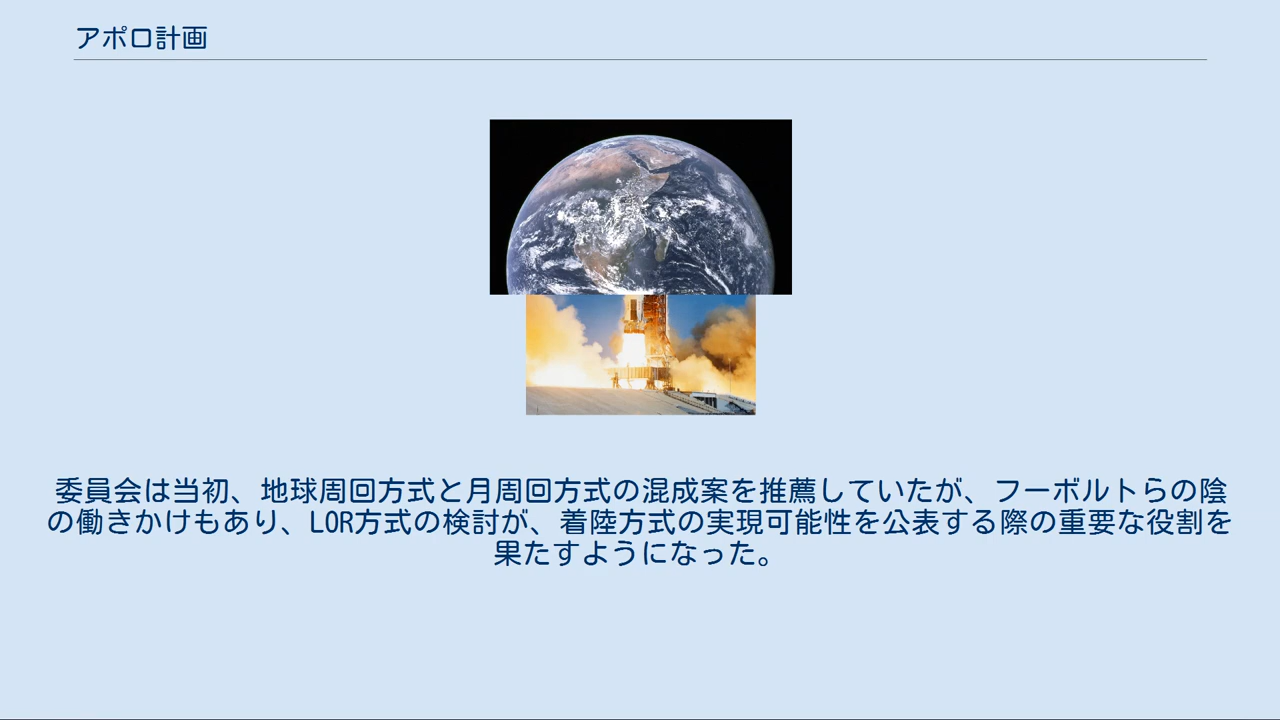 アポロ計画
委員会は当初、地球周回方式と月周回方式の混成案を推薦していたが、フーボルトらの陰
の働きかけもあり、LOR方式の検討が、着陸方式の実現可能性を公表する際の重要な役割を
果たすようになった。